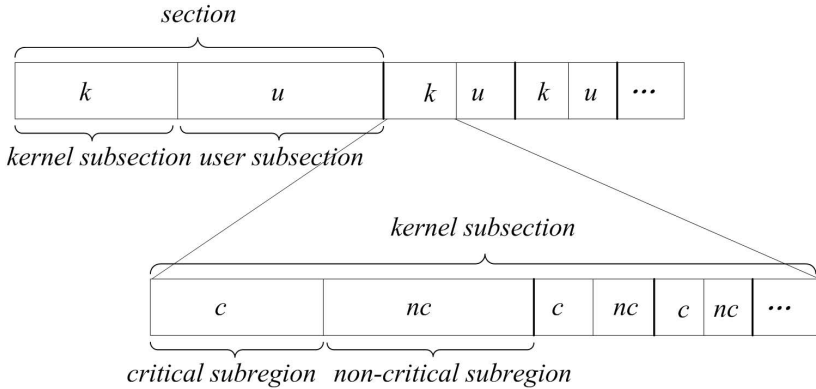 section
k u k u k u ...
kernel subsection user subsection
kernel subsection
c nc c nc c nc ...
critical subregion non-critical subregion